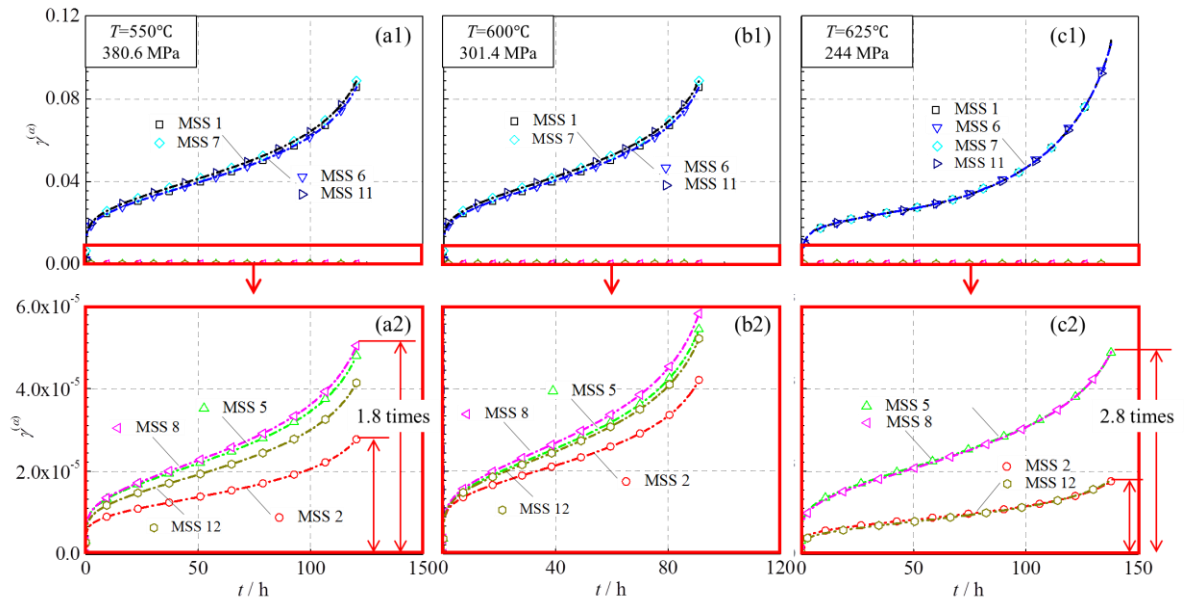 0.12
0.08
0.04
0.00
γ(α)
T=550℃
380.6 MPa
(a1)
MSS 1
MSS 7
MSS 6
MSS 11
T=600℃
301.4 MPa
(b1)
MSS 1
MSS 7
MSS 6
MSS 11
T=625℃
244 MPa
(c1)
MSS 1
MSS 6
MSS 7
MSS 11
6.0x10-5
4.0x10-5
2.0x10-5
0.0
γ(α)
(a2)
MSS 5
MSS 8
MSS 12
MSS 2
1.8 times
0
50
100
150
t / h
(b2)
MSS 5
MSS 8
MSS 12
MSS 2
0
40
80
120
t / h
(c2)
MSS 5
MSS 8
MSS 2
MSS 12
2.8 times
0
50
100
150
t / h